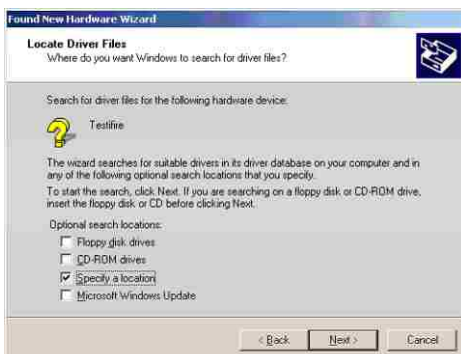 Found New Hardware Wizard
Locate Driver Files
Where do you want Windows to search for driver files?
Search for driver files for the following hardware device:
Testifire
The wizard searches for suitable drivers in its driver database on your computer and in
any of the following optional search locations that you specify.
To start the search, click Next. If you are searching on a floppy disk or CD-ROM drive,
insert the floppy disk or CD before clicking Next.
Optional search locations:
Floppy disk drives
CD-ROM drives
Specify a location
Microsoft Windows Update
< Back Next > Cancel